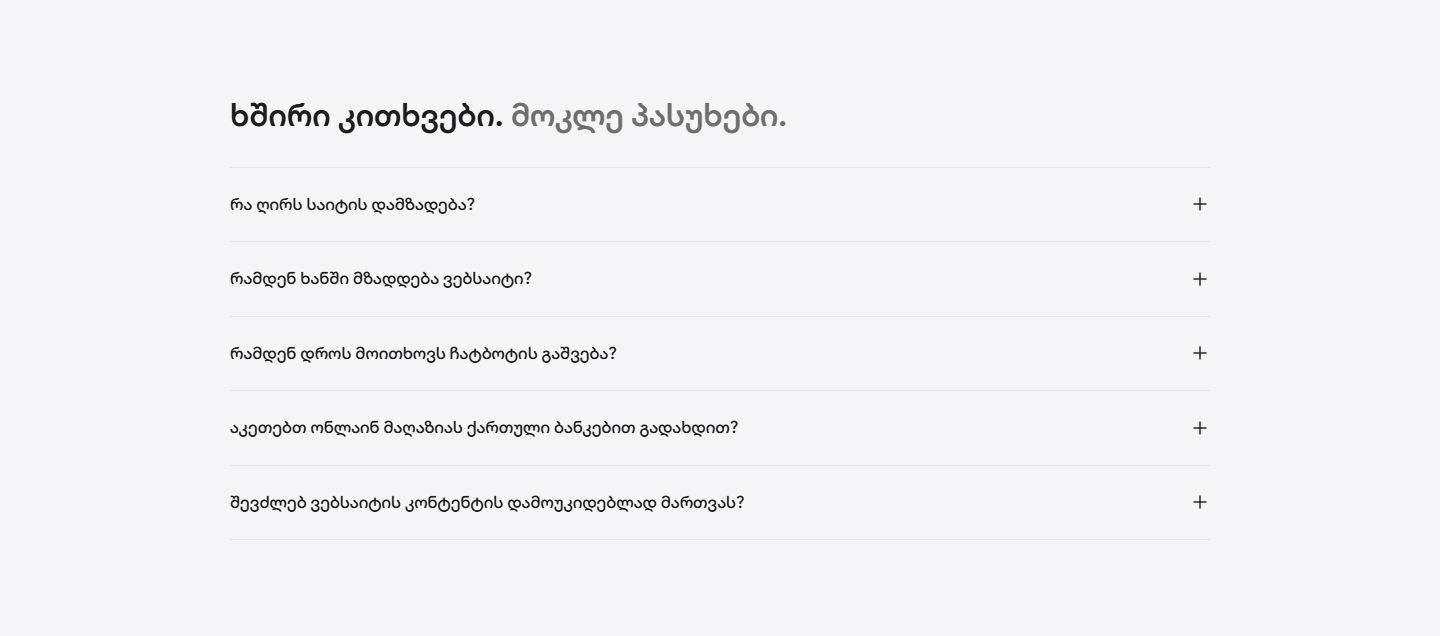 ხშირი კითხვები. მოკლე პასუხები.
რა ღირს საიტის დამზადება?
რამდენ ხანში მზადდება ვებსაიტი?
რამდენ დროს მოითხოვს ჩატბოტის გაშვება?
აკეთებთ ონლაინ მაღაზიას ქართული ბანკებით გადახდით?
შევძლებ ვებსაიტის კონტენტის დამოუკიდებლად მართვას?